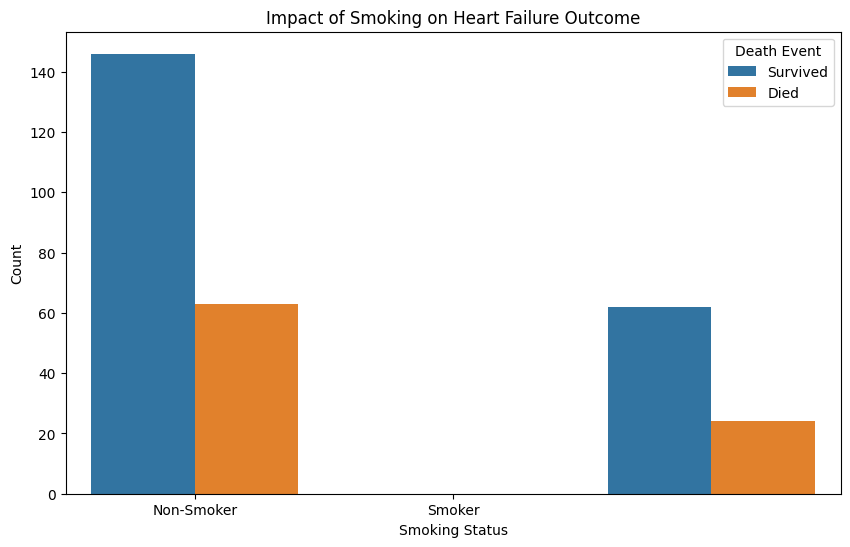 Impact of Smoking on Heart Failure Outcome
Death Event
Survived
Died
Count
140
120
100
80
60
40
20
0
Non-Smoker
Smoker
Smoking Status